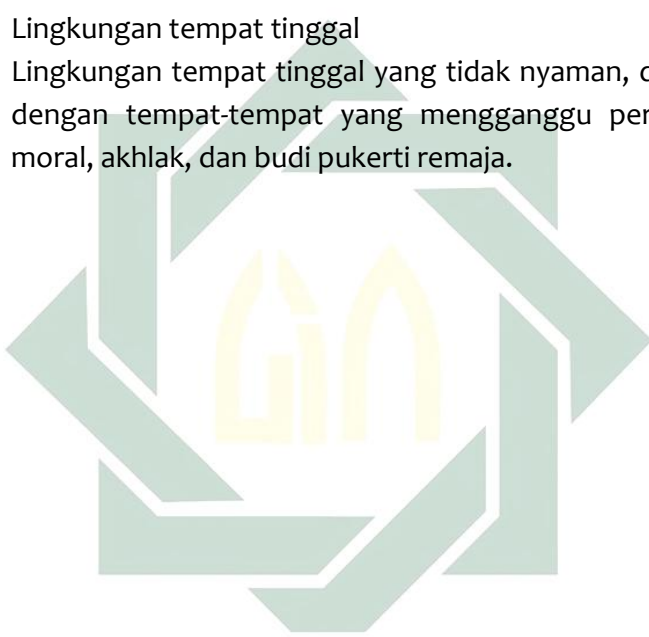 Lingkungan tempat tinggal
Lingkungan tempat tinggal yang tidak nyaman,
dengan tempat-tempat yang mengganggu
moral, akhlak, dan budi pukerti remaja.